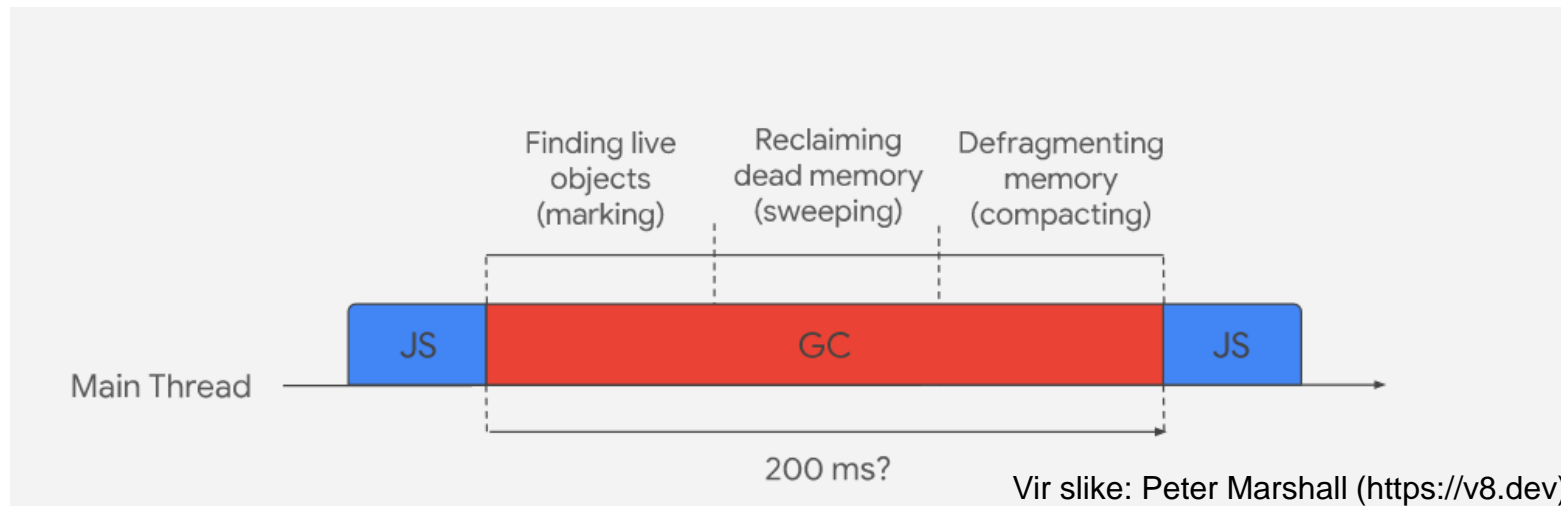 Finding live
objects
(marking)
Reclaiming
dead memory
(sweeping)
Defragmenting
memory
(compacting)
JS
GC
JS
Main Thread
200 ms?
Vir slike: Peter Marshall (https://v8.dev)